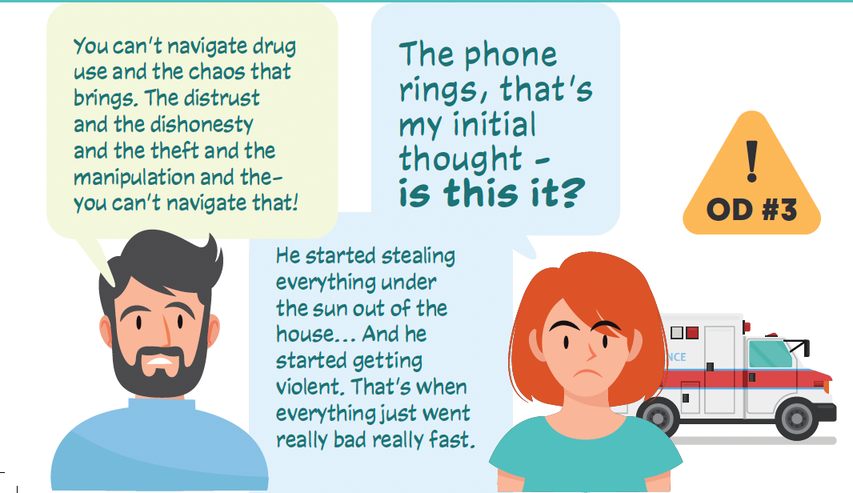 You can't navigate drug
use and the chaos that
brings. The distrust
and the dishonesty
and the theft and the
manipulation and the-
you can't navigate that!
The phone
rings, that's
my initial
thought -
is this it?
He started stealing
everything under
the sun out of the
house... And he
started getting
violent. That's when
everything just went
really bad really fast.
!
OD #3
NCE